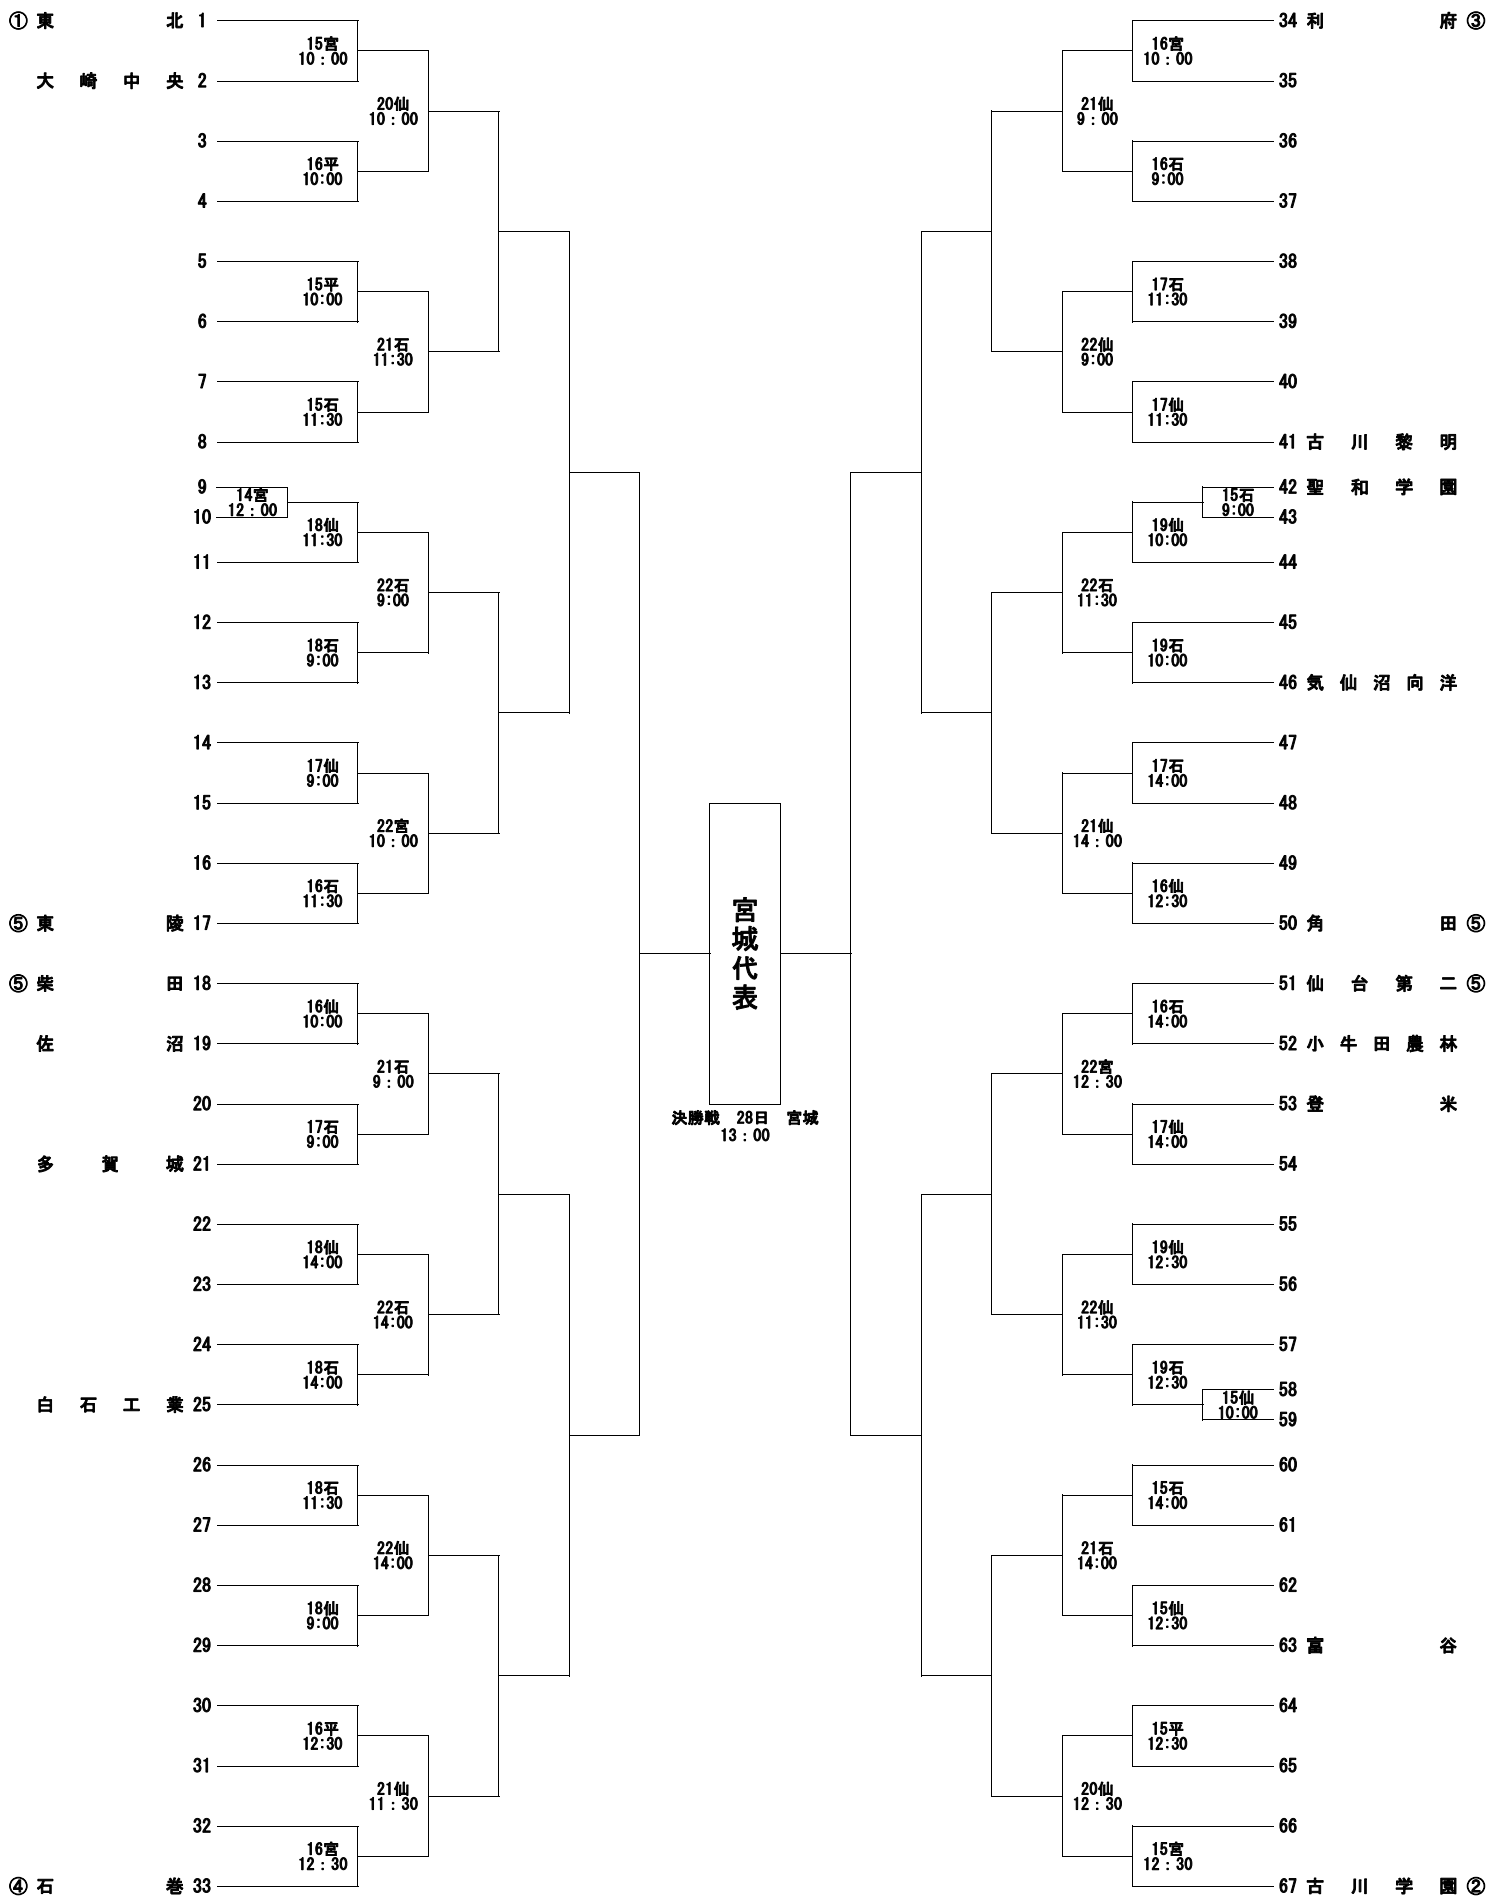 ① 東 北 1
15宮
10：00
大 崎 中 央 2
20仙
10：00
3
16平
10:00
4
5
15平
10:00
6
21石
11:30
7
15石
11:30
8
9
14宮
12：00
10
18仙
11:30
11
22石
9:00
12
18石
9:00
13
14
17仙
9:00
15
22宮
10：00
16
16石
11:30
⑤ 東 陵 17
⑤ 柴 田 18
16仙
10:00
佐 沼 19
21石
9：00
20
17石
9:00
多 賀 城 21
22
18仙
14:00
23
22石
14:00
24
18石
14:00
白 石 工 業 25
26
18石
11:30
27
22仙
14:00
28
18仙
9:00
29
30
16平
12:30
31
21仙
11：30
32
16宮
12：30
④ 石 巻 33
宮城代表
決勝戦 28日 宮城
13：00
34 利 府 ③
16宮
10：00
35
21仙
9：00
36
16石
9:00
37
38
17石
11:30
39
22仙
9:00
40
17仙
11:30
41 古 川 黎 明
42 聖 和 学 園
15石
9:00
43
19仙
10:00
44
22石
11:30
45
19石
10:00
46 気 仙 沼 向 洋
47
17石
14:00
48
21仙
14：00
49
16仙
12:30
50 角 田 ⑤
51 仙 台 第 二 ⑤
16石
14:00
52 小 牛 田 農 林
22宮
12：30
53 登 米
17仙
14:00
54
55
19仙
12:30
56
22仙
11:30
57
19石
12:30
58
15仙
10:00
59
60
15石
14:00
61
21石
14:00
62
15仙
12:30
63 富 谷
64
15平
12:30
65
20仙
12：30
66
15宮
12：30
67 古 川 学 園 ②